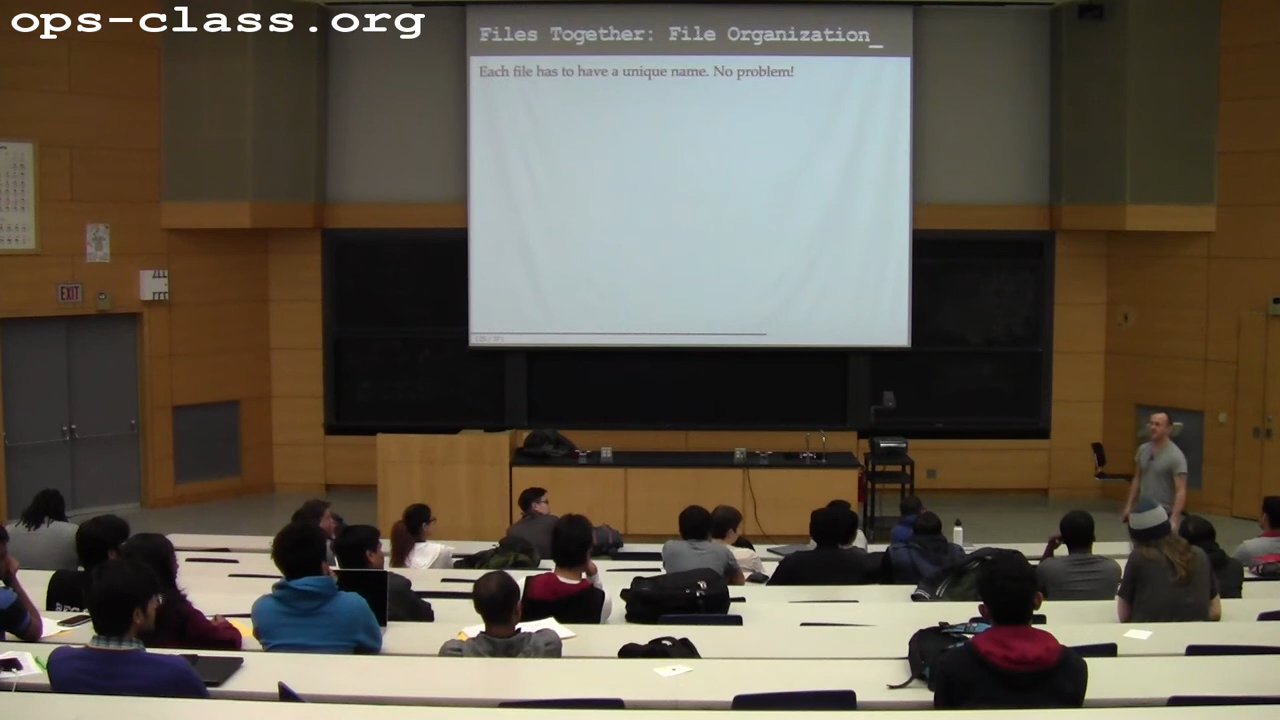 ops-class.org
Files Together: File Organization_
Each file has to have a unique name. No problem!
EXIT